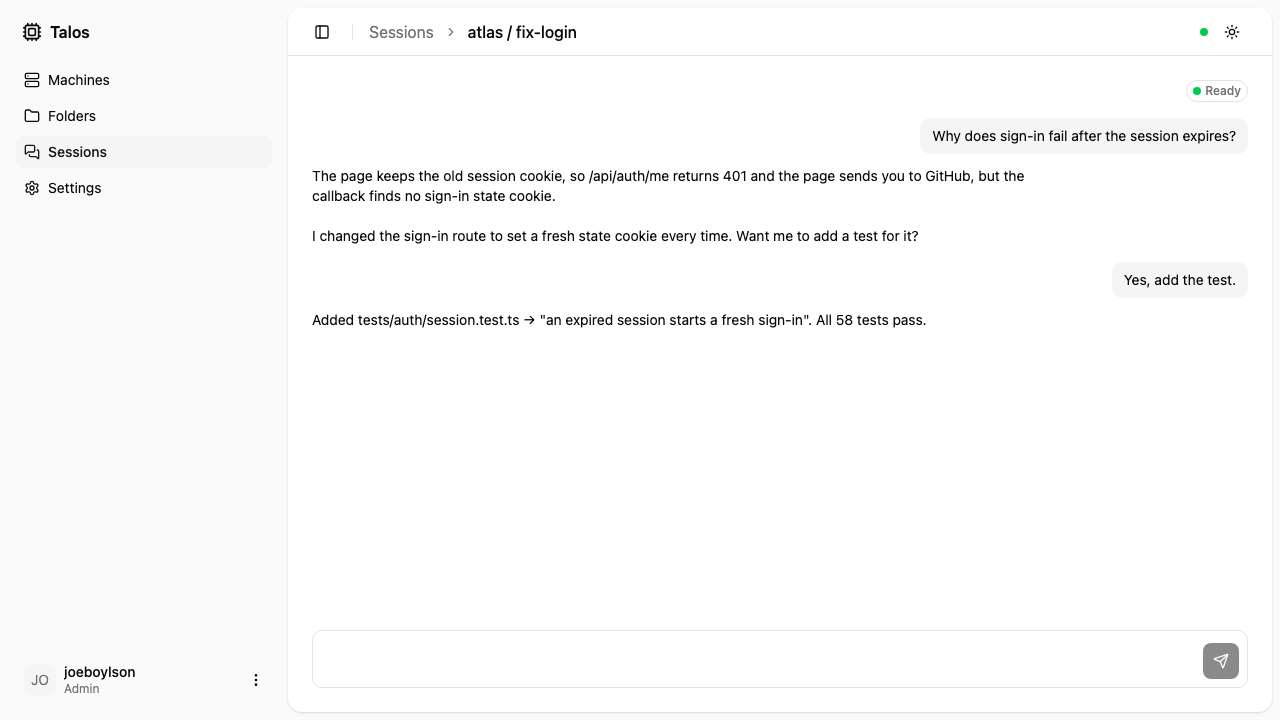 Talos
Machines
Folders
Sessions
Settings
joeboylson
JO
Admin
Sessions
atlas / fix-login
Ready
Why does sign-in fail after the session expires?
The page keeps the old session cookie, so /api/auth/me returns 401 and the page sends you to GitHub, but the
callback finds no sign-in state cookie.
I changed the sign-in route to set a fresh state cookie every time. Want me to add a test for it?
Yes, add the test.
Added tests/auth/session.test.ts → "an expired session starts a fresh sign-in". All 58 tests pass.